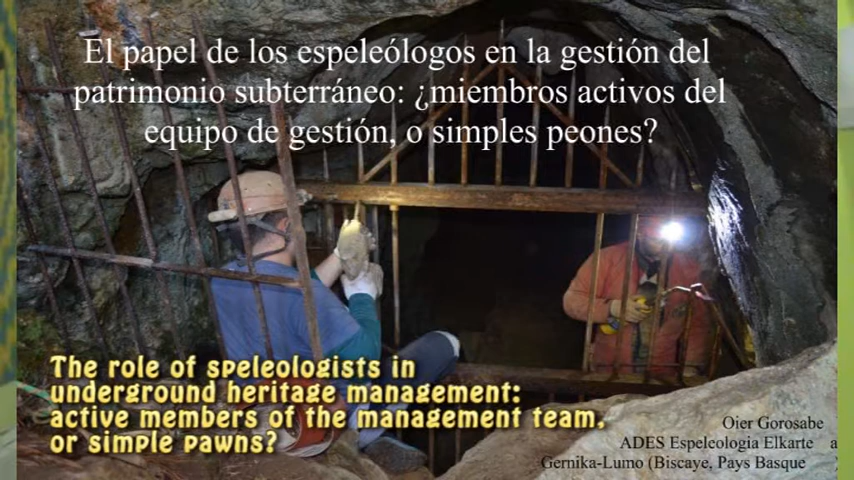 El papel de los espeleólogos en la gestión del
patrimonio subterráneo: ¿miembros activos del
equipo de gestión, o simples peones?
The role of speleologists in
underground heritage management:
active members of the management team,
or simple pawns?
Oier Gorosabe
ADES Espeleologia Elkarte a
Gernika-Lumo (Biscaye, Pays Basque